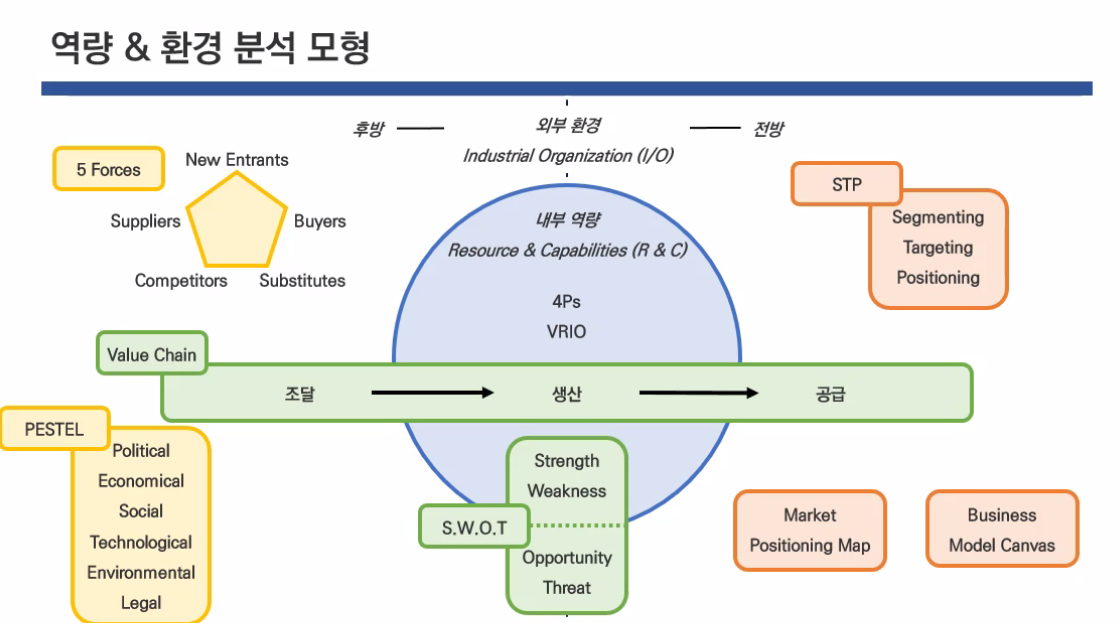 역량 & 환경 분석 모형
후방
외부 환경
전방
Industrial Organization (I/O)
5 Forces
New Entrants
Suppliers
Buyers
Competitors
Substitutes
내부 역량
Resource & Capabilities (R & C)
4Ps
VRIO
STP
Segmenting
Targeting
Positioning
Value Chain
조달
생산
공급
PESTEL
Political
Economical
Social
Technological
Environmental
Legal
S.W.O.T
Strength
Weakness
Opportunity
Threat
Market
Positioning Map
Business
Model Canvas